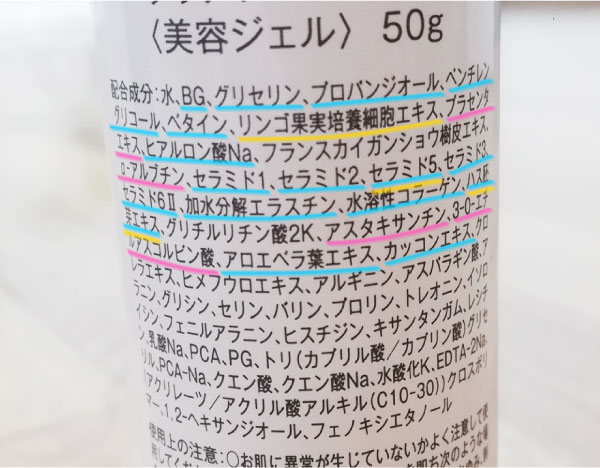 〈美容ジェル〉 50g
配合成分:水、BG、グリセリン、プロパンジオール、ペンチレン
グリコール、ベタイン、リンゴ果実培養細胞エキス、プラセンタ
エキス、ヒアルロン酸Na、フランスカイガンショウ樹皮エキス、
α-アルブチン、セラミド1、セラミド2、セラミド5、セラミド3、
セラミド6Ⅱ、加水分解エラスチン、水溶性コラーゲン、ハス胚
芽エキス、グリチルリチン酸2K、アスタキサンチン、3-O-エチ
ルアスコルビン酸、アロエベラ葉エキス、カッコンエキス、クロ
レラエキス、ヒメフウロエキス、アルギニン、アスパラギン酸、ア
ラニン、グリシン、セリン、バリン、プロリン、トレオニン、イソロ
イシン、フェニルアラニン、ヒスチジン、キサンタンガム、レシチ
ン、乳酸Na、PCA、PG、トリ(カプリル酸/カプリン酸)グリセ
リル、PCA-Na、クエン酸、クエン酸Na、水酸化K、EDTA-2Na、
(アクリレーツ/アクリル酸アルキル(C10-30))クロスポリ
マー、1,2-ヘキサンジオール、フェノキシエタノール
使用上の注意:○お肌に異常が生じていないかよく注意して使